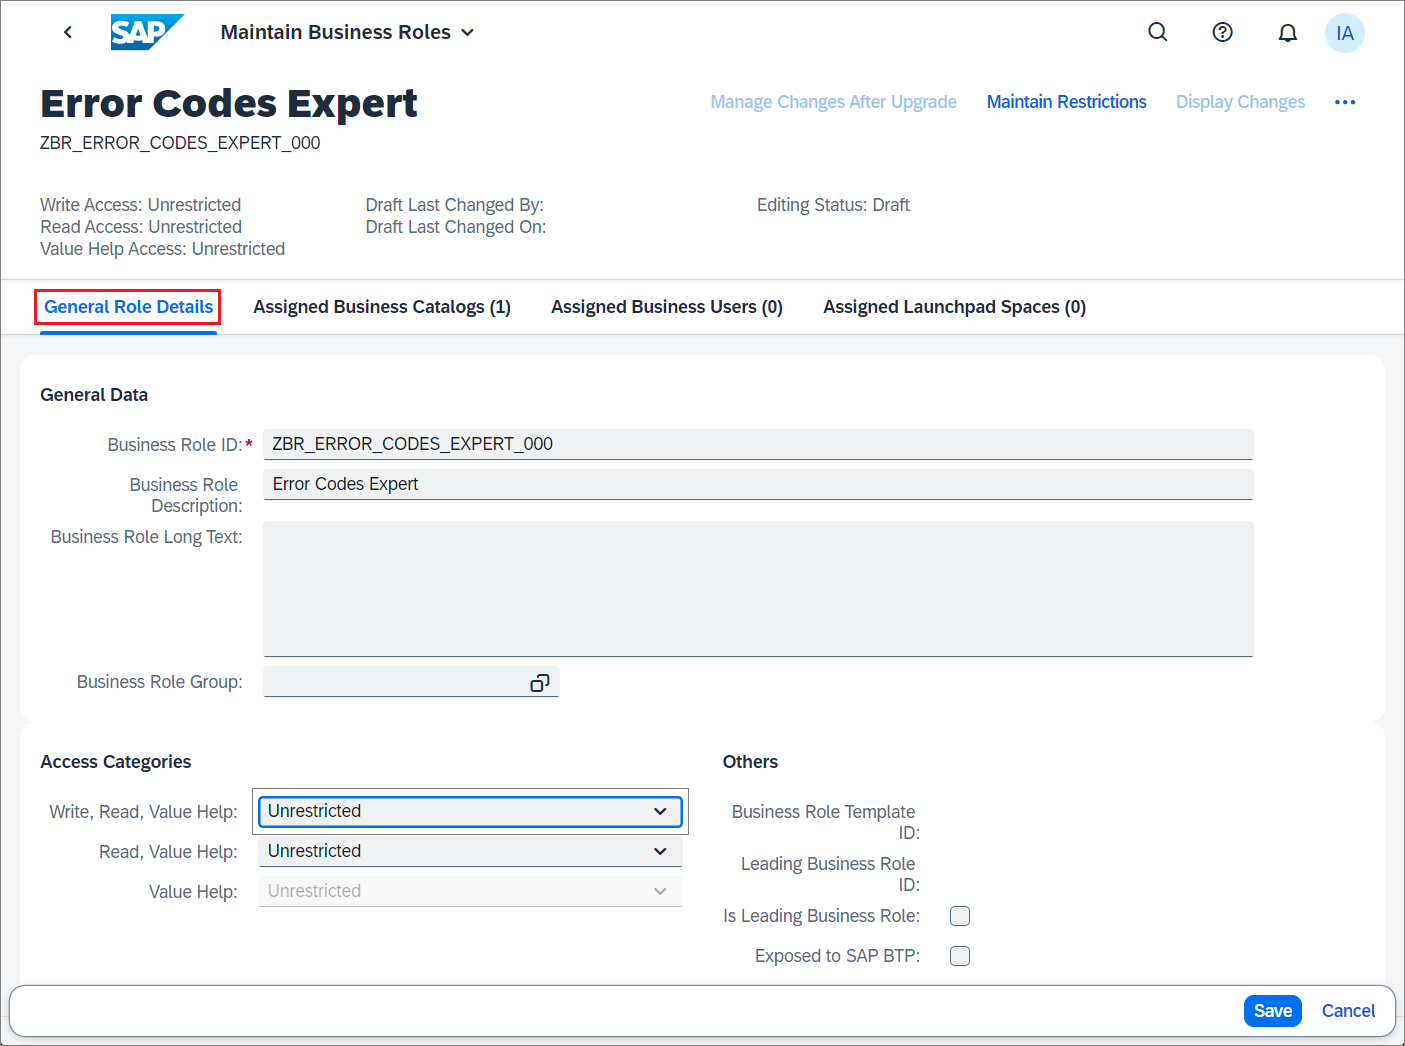 SAP
Maintain Business Roles
IA
Error Codes Expert
Manage Changes After Upgrade
Maintain Restrictions
Display Changes
ZBR_ERROR_CODES_EXPERT_000
Write Access: Unrestricted
Read Access: Unrestricted
Value Help Access: Unrestricted
Draft Last Changed By:
Draft Last Changed On:
Editing Status: Draft
General Role Details
Assigned Business Catalogs (1)
Assigned Business Users (0)
Assigned Launchpad Spaces (0)
General Data
Business Role ID:* ZBR_ERROR_CODES_EXPERT_000
Business Role
Description:
Error Codes Expert
Business Role Long Text:
Business Role Group:
Access Categories
Write, Read, Value Help: Unrestricted
Read, Value Help: Unrestricted
Value Help: Unrestricted
Others
Business Role Template
ID:
Leading Business Role
ID:
Is Leading Business Role:
Exposed to SAP BTP:
Save
Cancel